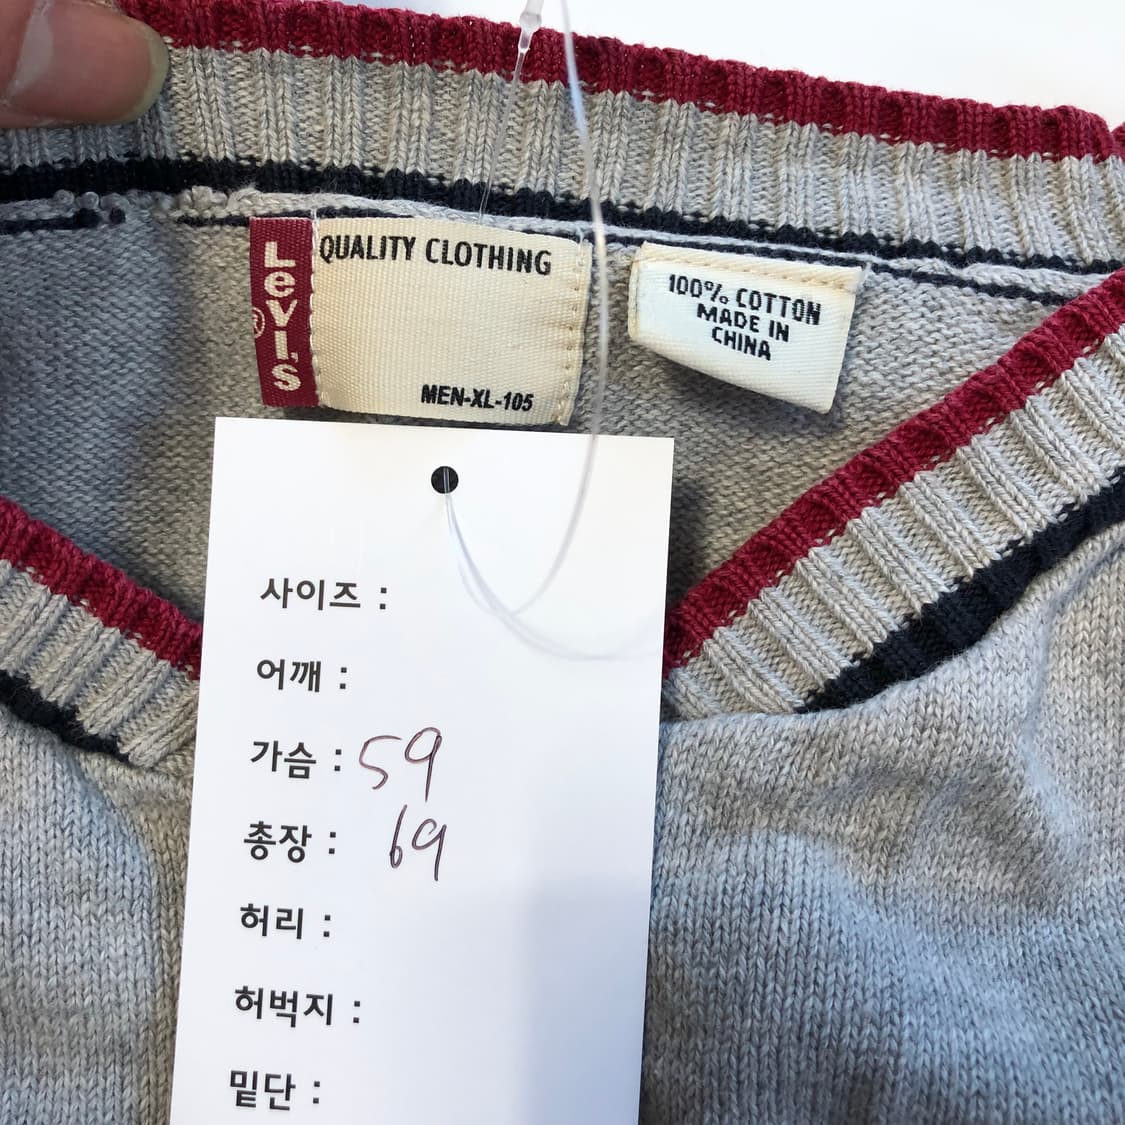 Levi's
®
QUALITY CLOTHING
MEN-XL-105
100% COTTON
MADE IN
CHINA
사이즈 :
어깨 :
가슴 : 59
총장 : 69
허리 :
허벅지 :
밑단 :